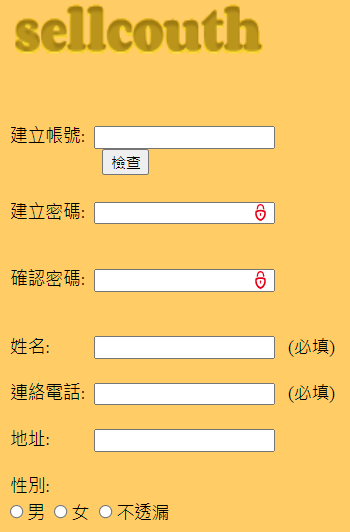 sellcouth
建立帳號:
檢查
建立密碼:
確認密碼:
姓名: (必填)
連絡電話: (必填)
地址:
性別:
男 女 不透漏